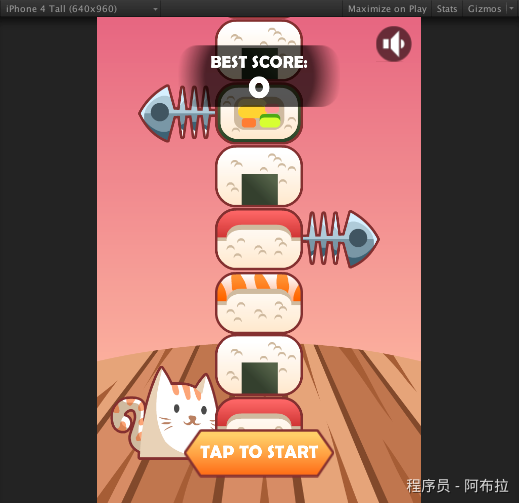 iPhone 4 Tall (640x960)
Maximize on Play
Stats
Gizmos
BEST SCORE:
0
TAP TO START
程序员 - 阿布拉